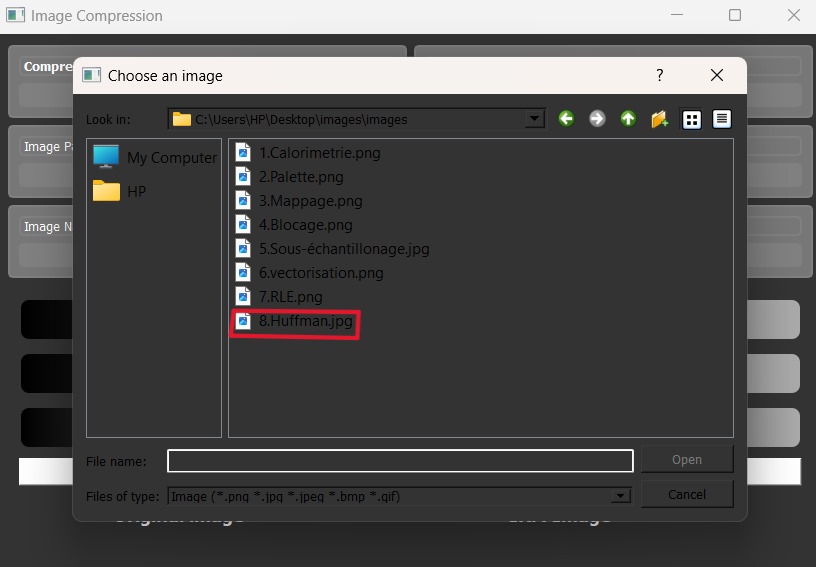 Image Compression
Compre
Choose an image
?
Look in:
C:\Users\HP\Desktop\images\images
My Computer
HP
1.Calorimetrie.png
2.Palette.png
3.Mappage.png
4.Blocage.png
5.Sous-échantillonage.jpg
6.vectorisation.png
7.RLE.png
8.Huffman.jpg
Image P
Image N
File name:
Open
Files of type:
Image (*.png *.jpg *.jpeg *.bmp *.gif)
Cancel
Original Image